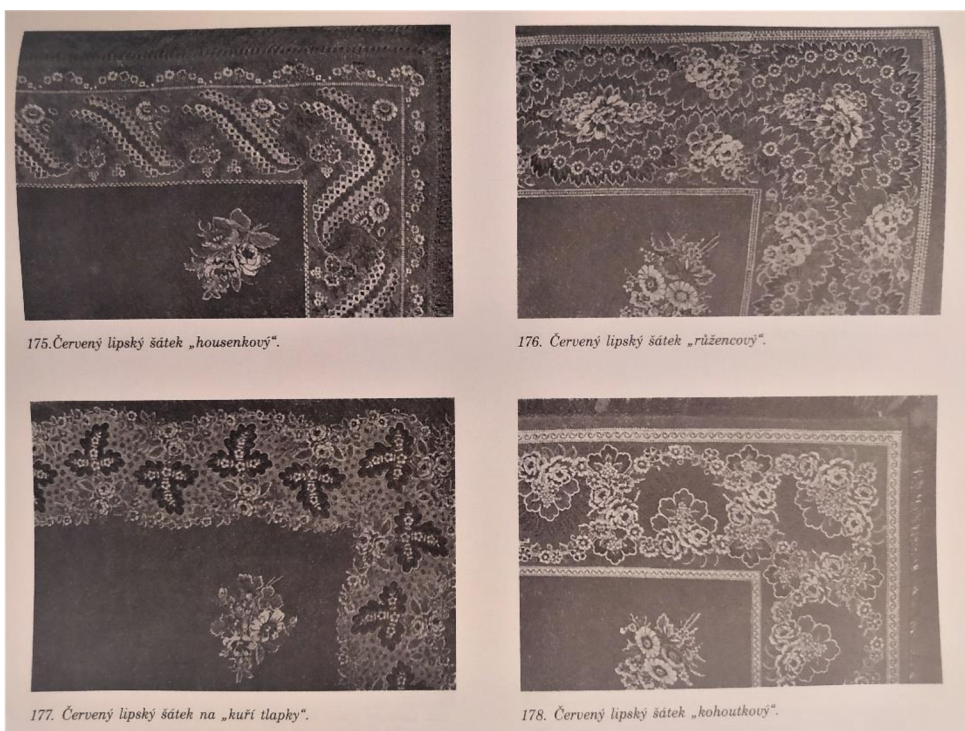 175.Červený lipský šátek „housenkový“.
176. Červený lipský šátek „růžencový“.
177. Červený lipský šátek na „kuří tlapky“.
178. Červený lipský šátek „kohoutkový“.